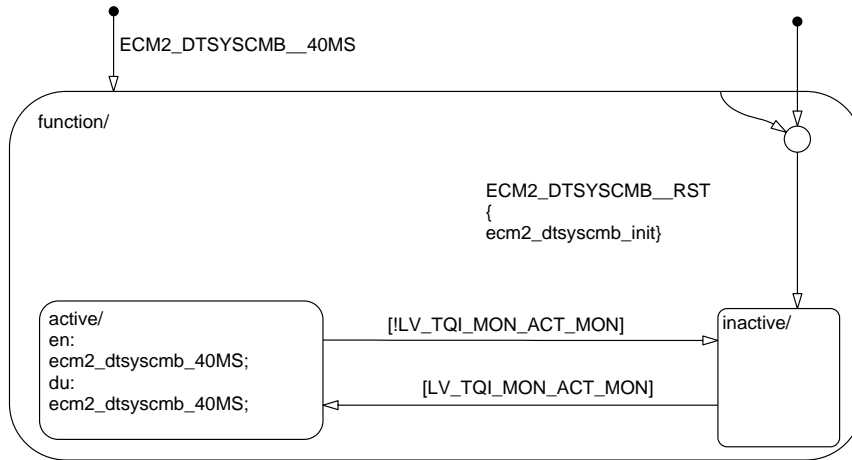 ECM2_DTSYSCMB__40MS
function/
ECM2_DTSYSCMB__RST
{
ecm2_dtsyscmb_init}
active/
en:
ecm2_dtsyscmb_40MS;
du:
ecm2_dtsyscmb_40MS;
[!LV_TQI_MON_ACT_MON]
[LV_TQI_MON_ACT_MON]
inactive/